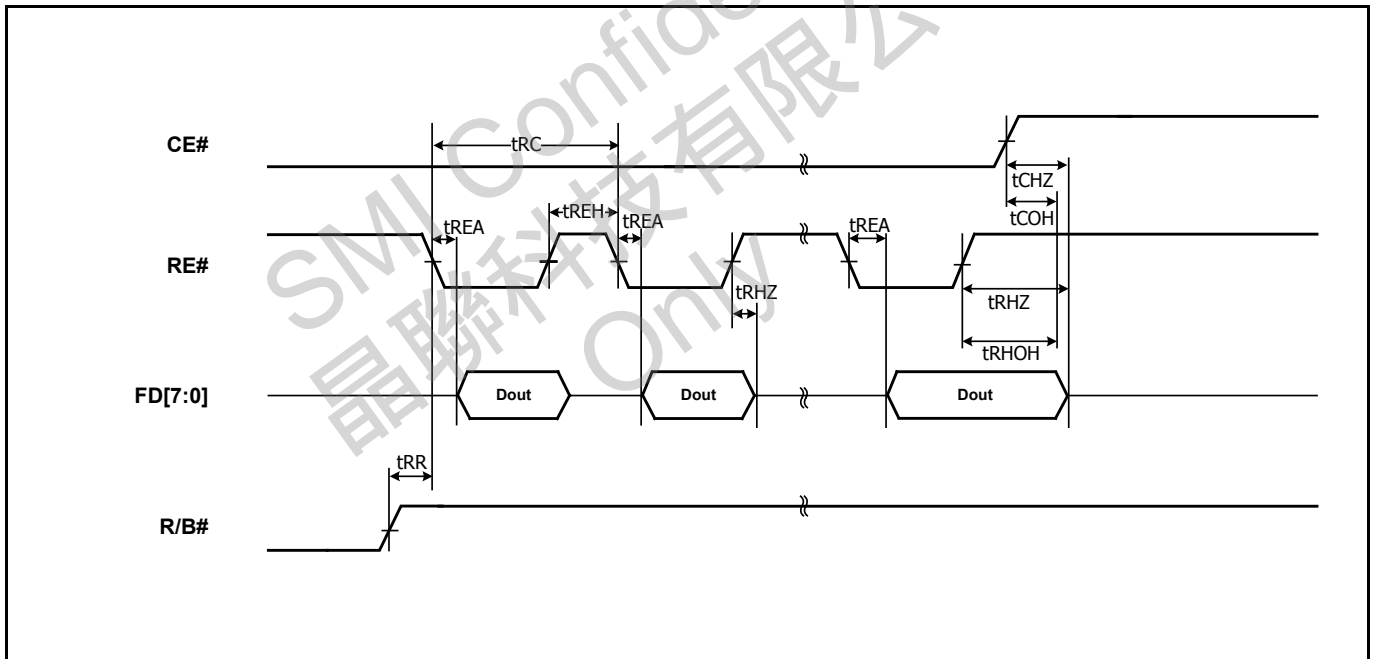 SMI Confide
晶聯科技有限公
Only
CE#
tRC
tCHZ
tCOH
tREA
tREH
tREA
tREA
RE#
tRHZ
tRHZ
tRHOH
FD[7:0]
Dout
Dout
Dout
tRR
R/B#